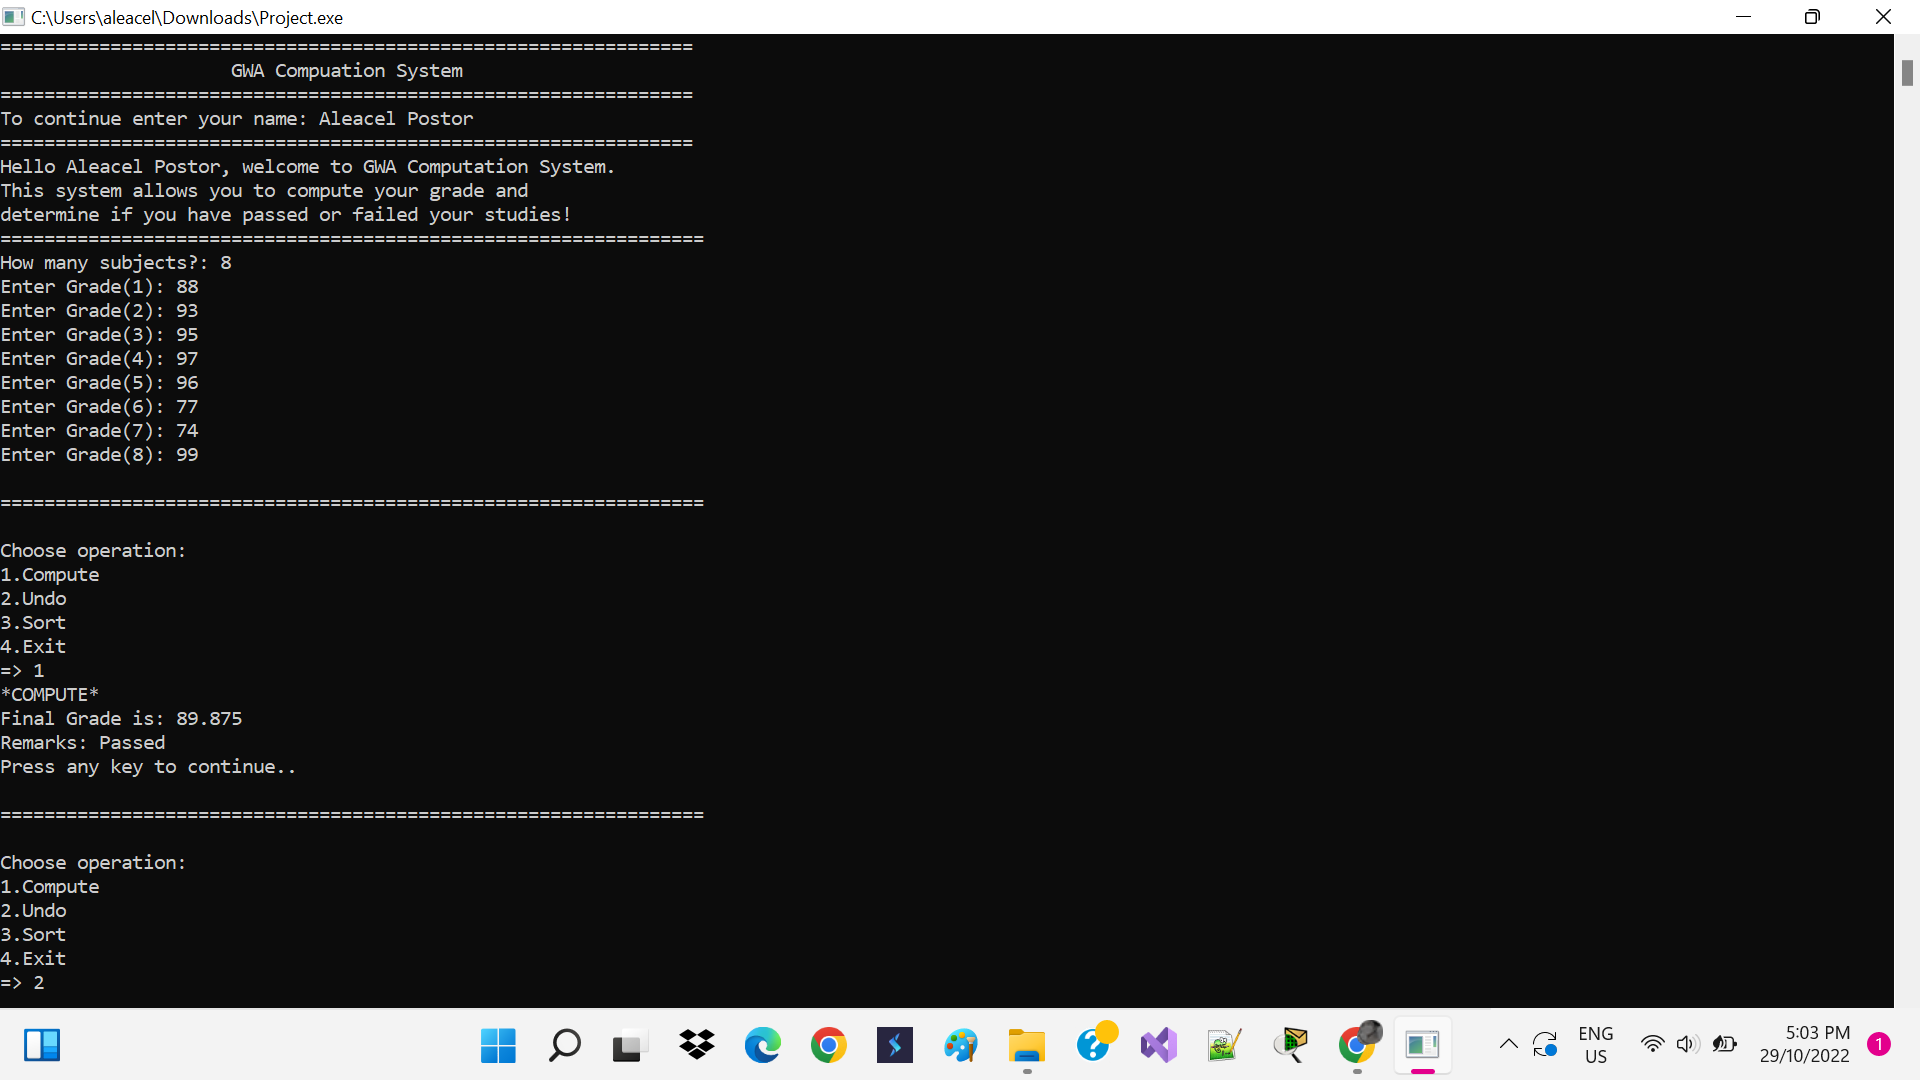 C:\Users\aleacel\Downloads\Project.exe
===============================================================
GWA Compuation System
===============================================================
To continue enter your name: Aleacel Postor
===============================================================
Hello Aleacel Postor, welcome to GWA Computation System.
This system allows you to compute your grade and
determine if you have passed or failed your studies!
================================================================
How many subjects?: 8
Enter Grade(1): 88
Enter Grade(2): 93
Enter Grade(3): 95
Enter Grade(4): 97
Enter Grade(5): 96
Enter Grade(6): 77
Enter Grade(7): 74
Enter Grade(8): 99
================================================================
Choose operation:
1.Compute
2.Undo
3.Sort
4.Exit
=> 1
*COMPUTE*
Final Grade is: 89.875
Remarks: Passed
Press any key to continue..
================================================================
Choose operation:
1.Compute
2.Undo
3.Sort
4.Exit
=> 2
ENG
US
5:03 PM
29/10/2022
1